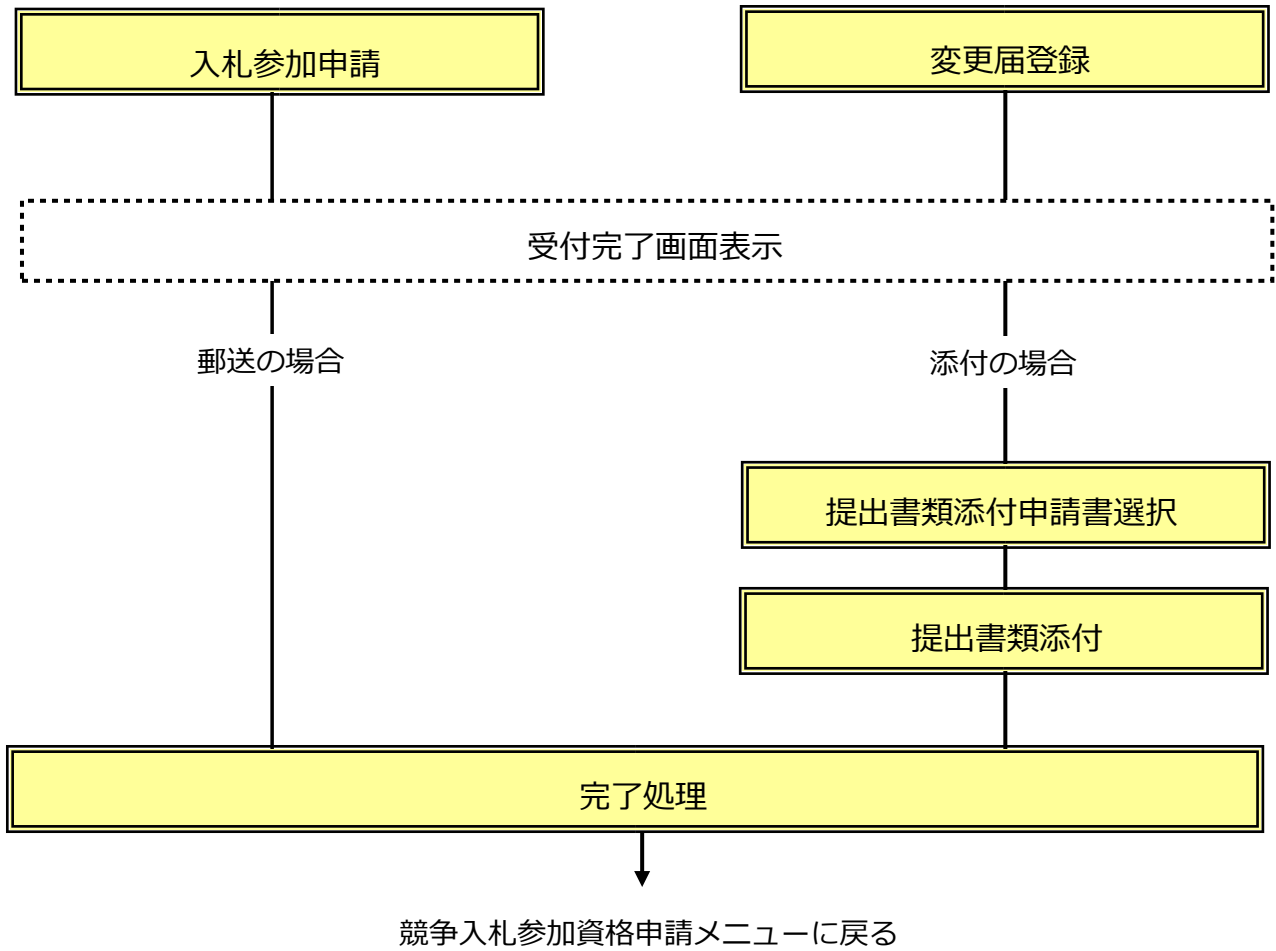 入札参加申請
変更届登録
受付完了画面表示
郵送の場合
添付の場合
提出書類添付申請書選択
提出書類添付
完了処理
競争入札参加資格申請メニューに戻る